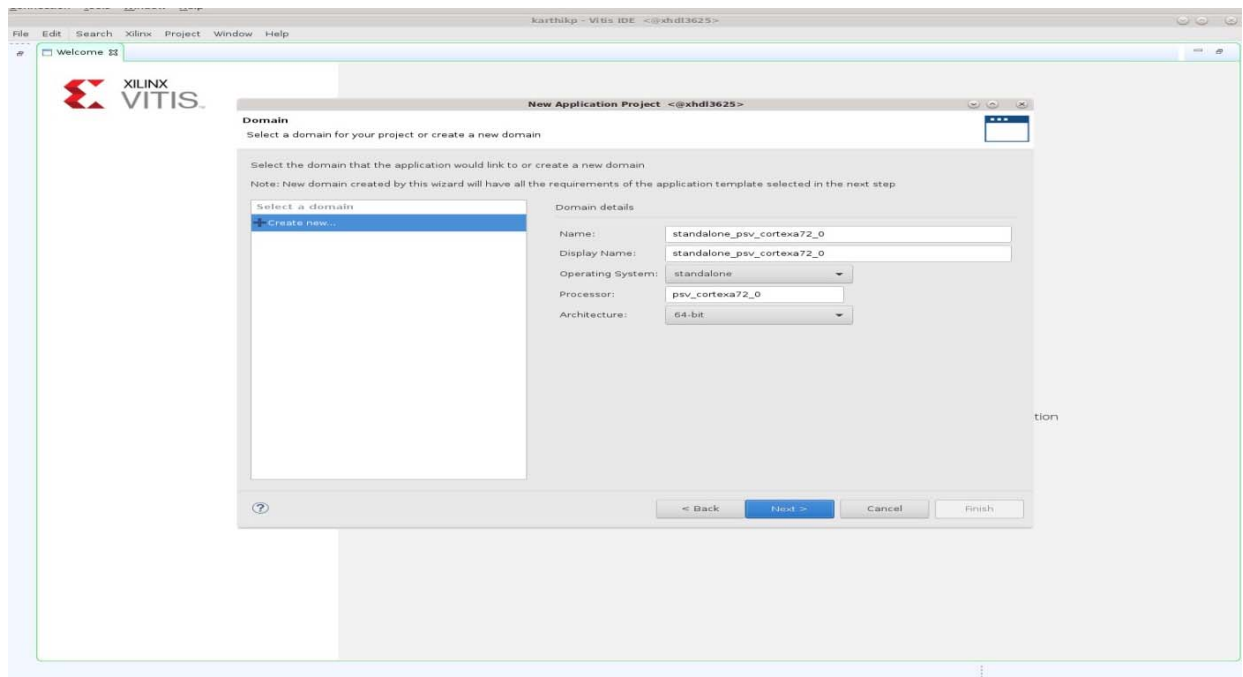 karthikp - Vitis IDE <@xhdl3625>
File Edit Search Xilinx Project Window Help
Welcome
XILINX
VITIS
New Application Project <@xhdl3625>
Domain
Select a domain for your project or create a new domain
Select the domain that the application would link to or create a new domain
Note: New domain created by this wizard will have all the requirements of the application template selected in the next step
Select a domain
Create new...
Domain details
Name: standalone_psv_cortexa72_0
Display Name: standalone_psv_cortexa72_0
Operating System: standalone
Processor: psv_cortexa72_0
Architecture: 64-bit
tion
< Back Next > Cancel Finish